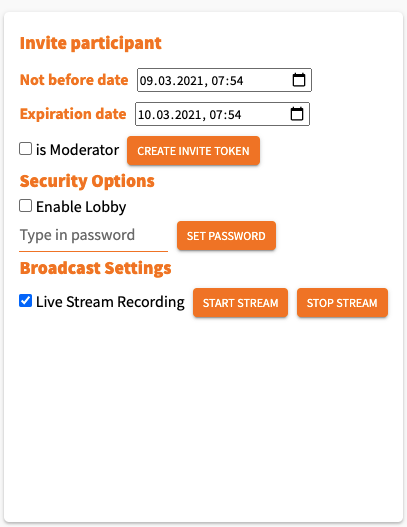 Invite participant
Not before date 09.03.2021, 07:54
Expiration date 10.03.2021, 07:54
is Moderator CREATE INVITE TOKEN
Security Options
Enable Lobby
Type in password SET PASSWORD
Broadcast Settings
Live Stream Recording START STREAM STOP STREAM